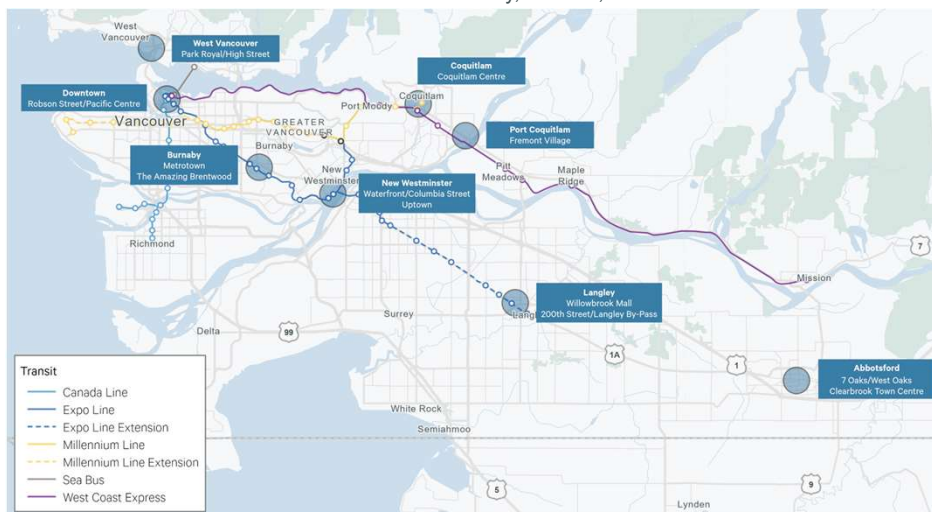 West
Vancouver
West Vancouver
Park Royal/High Street
Downtown
Robson Street/Pacific Centre
Vancouver
Coquitlam
Coquitlam Centre
Port Moody
Coquitlam
GREATER
VANCOUVER
Port Coquitlam
Fremont Village
Burnaby
Metrotown
The Amazing Brentwood
Burnaby
New
Westminster
New Westminster
Waterfront/Columbia Street
Uptown
Pitt
Meadows
Maple
Ridge
Richmond
7
Mission
Langley
Willowbrook Mall
200th Street/Langley By-Pass
Surrey
Delta
99
1A
1
Abbotsford
7 Oaks/West Oaks
Clearbrook Town Centre
White Rock
Semiahmoo
5
9
Lynden
Transit
Canada Line
Expo Line
Expo Line Extension
Millennium Line
Millennium Line Extension
Sea Bus
West Coast Express